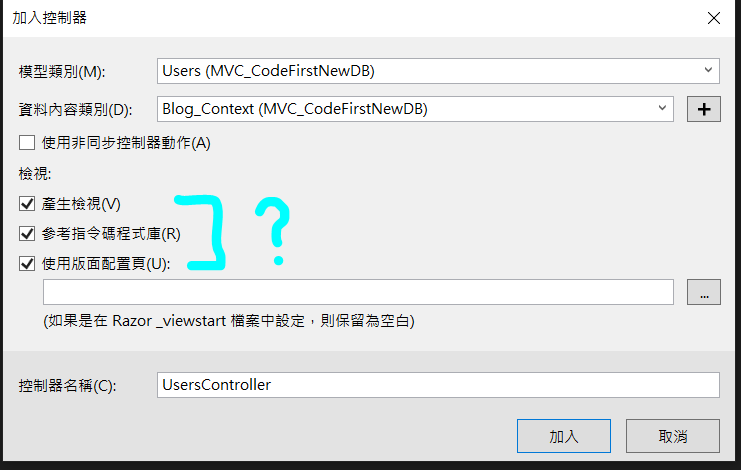 加入控制器
模型類別(M): Users (MVC_CodeFirstNewDB)
資料內容類別(D): Blog_Context (MVC_CodeFirstNewDB)
使用非同步控制器動作(A)
檢視:
產生檢視(V)
參考指令碼程式庫(R)
?
使用版面配置頁(U):
...
(如果是在 Razor _viewstart 檔案中設定，則保留為空白)
控制器名稱(C): UsersController
加入 取消